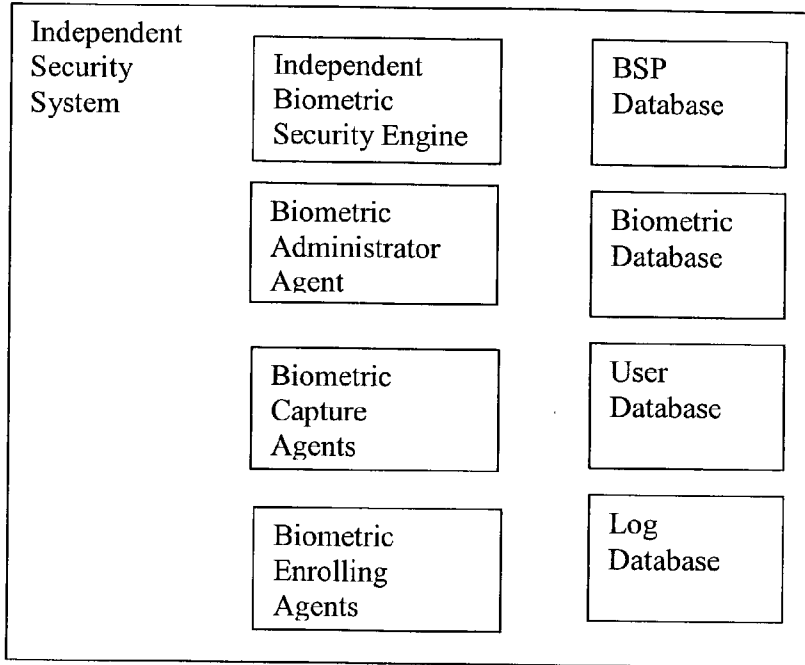 Independent
Security
System
Independent
Biometric
Security Engine
BSP
Database
Biometric
Administrator
Agent
Biometric
Database
Biometric
Capture
Agents
User
Database
Biometric
Enrolling
Agents
Log
Database